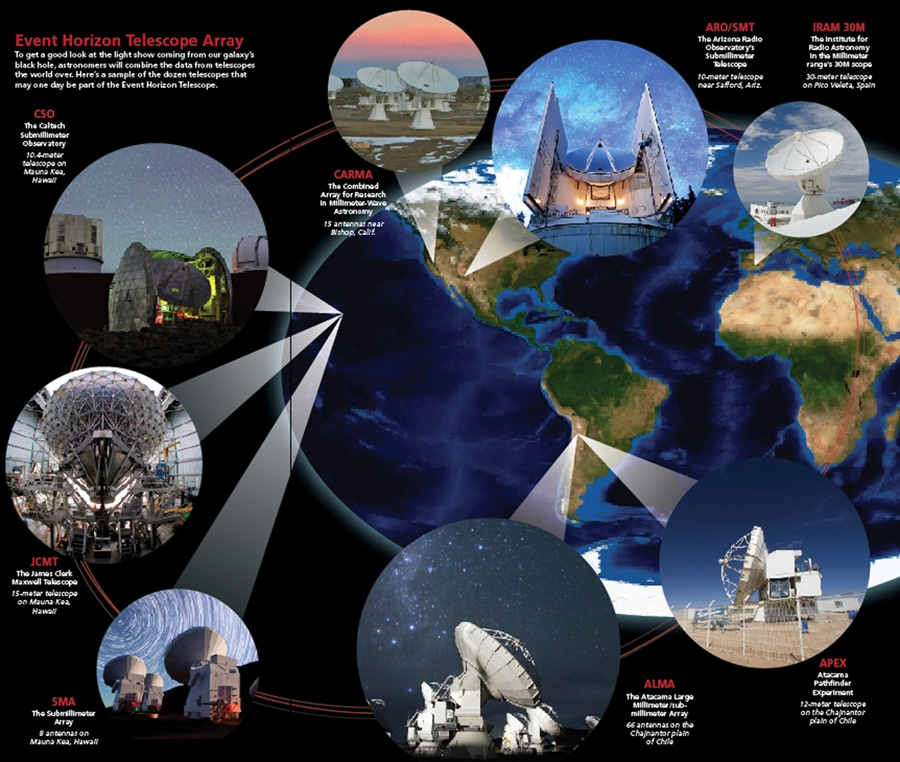 Event Horizon Telescope Array
To get a good look at the light show coming from our galaxy's
black hole, astronomers will combine the data from telescopes
the world over. Here's a sample of the dozen telescopes that
may one day be part of the Event Horizon Telescope.
CSO
The Caltech
Submillimeter
Observatory
10.4-meter
telescope on
Mauna Kea,
Hawaii
CARMA
The Combined
Array for Research
in Millimeter-Wave
Astronomy
15 antennas near
Bishop, Calif.
ARO/SMT
The Arizona Radio
Observatory's
Submillimeter
Telescope
10-meter telescope
near Safford, Ariz.
IRAM 30M
The Institute for
Radio Astronomy
in the Millimeter
range's 30M scope
30-meter telescope
on Pico Veleta, Spain
JCMT
The James Clerk
Maxwell Telescope
15-meter telescope
on Mauna Kea,
Hawaii
SMA
The Submillimeter
Array
8 antennas on
Mauna Kea, Hawaii
ALMA
The Atacama Large
Millimeter/sub-
millimeter Array
66 antennas on the
Chajnantor plain
of Chile
APEX
Atacama
Pathfinder
EXperiment
12-meter telescope
on the Chajnantor
plain of Chile